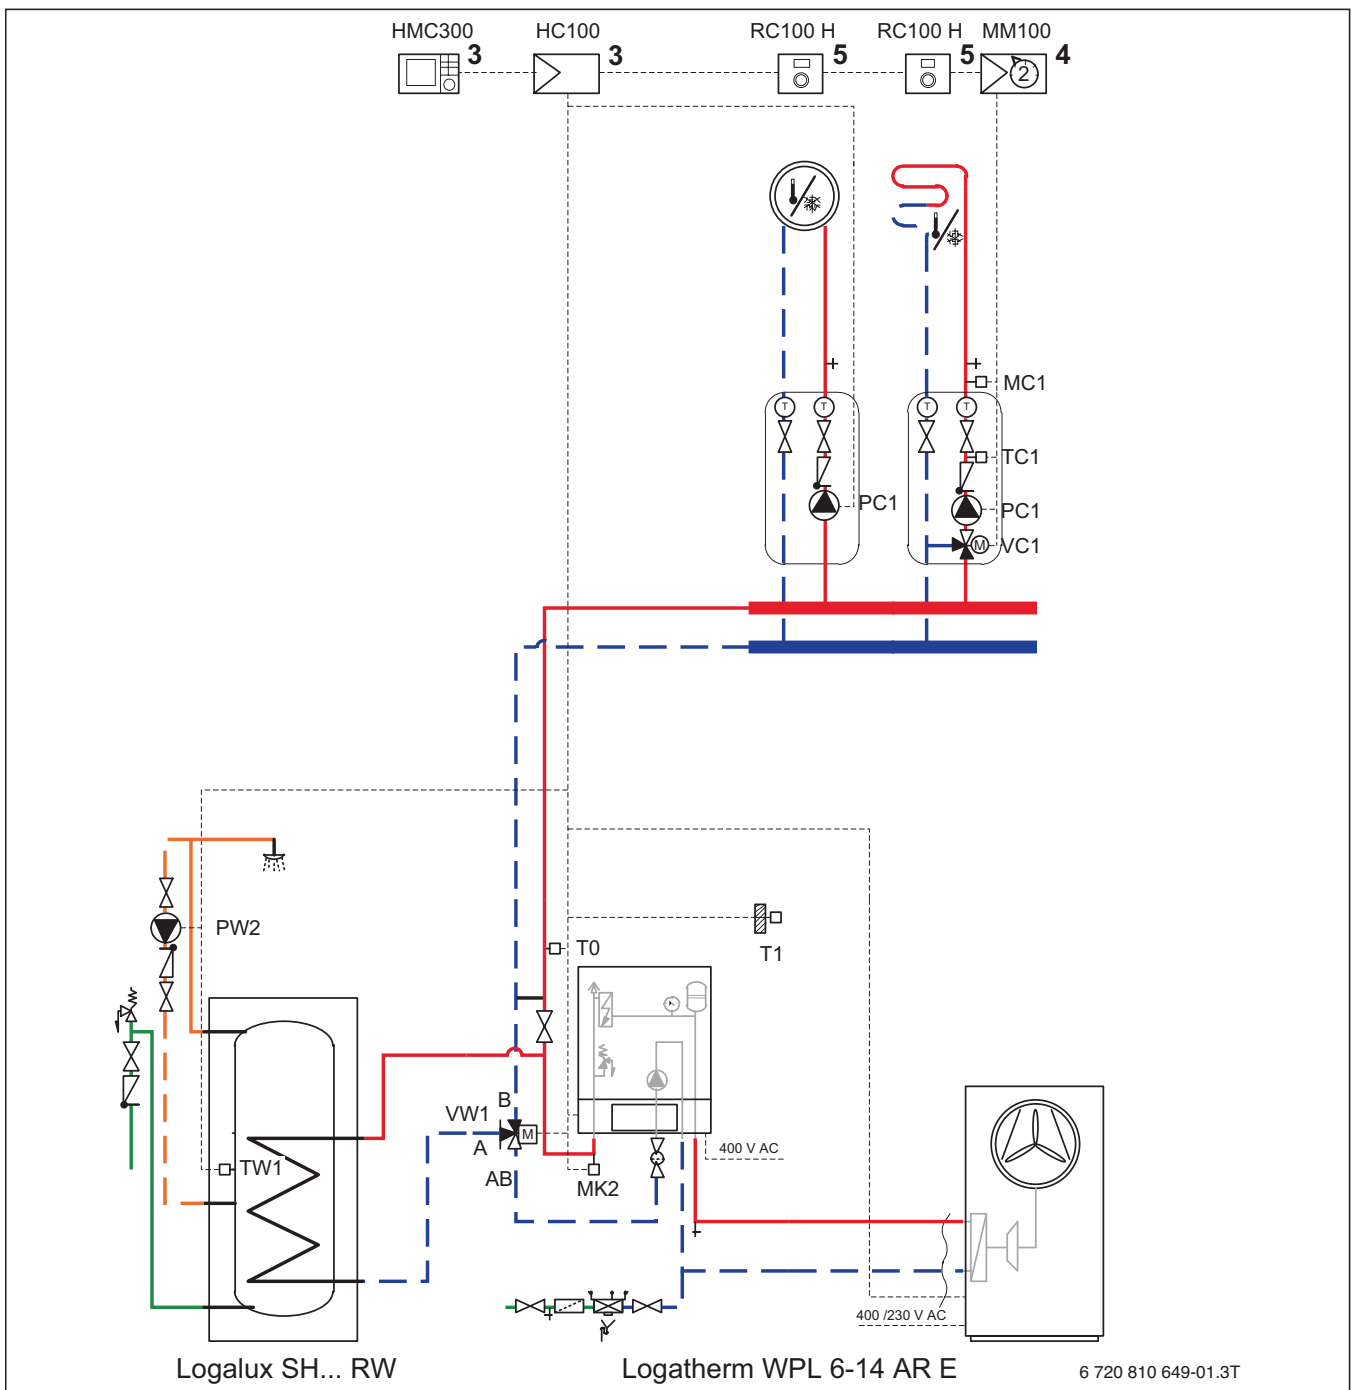 HMC300 HC100 RC100 H RC100 H MM100
3 3 5 5 4
2
MC1
T T T T
TC1
PC1 PC1
M VC1
PW2
T0 T1
B
VW1
M
A
400 V AC
TW1 AB MK2
400 /230 V AC
Logalux SH... RW Logatherm WPL 6-14 AR E 6 720 810 649-01.3T